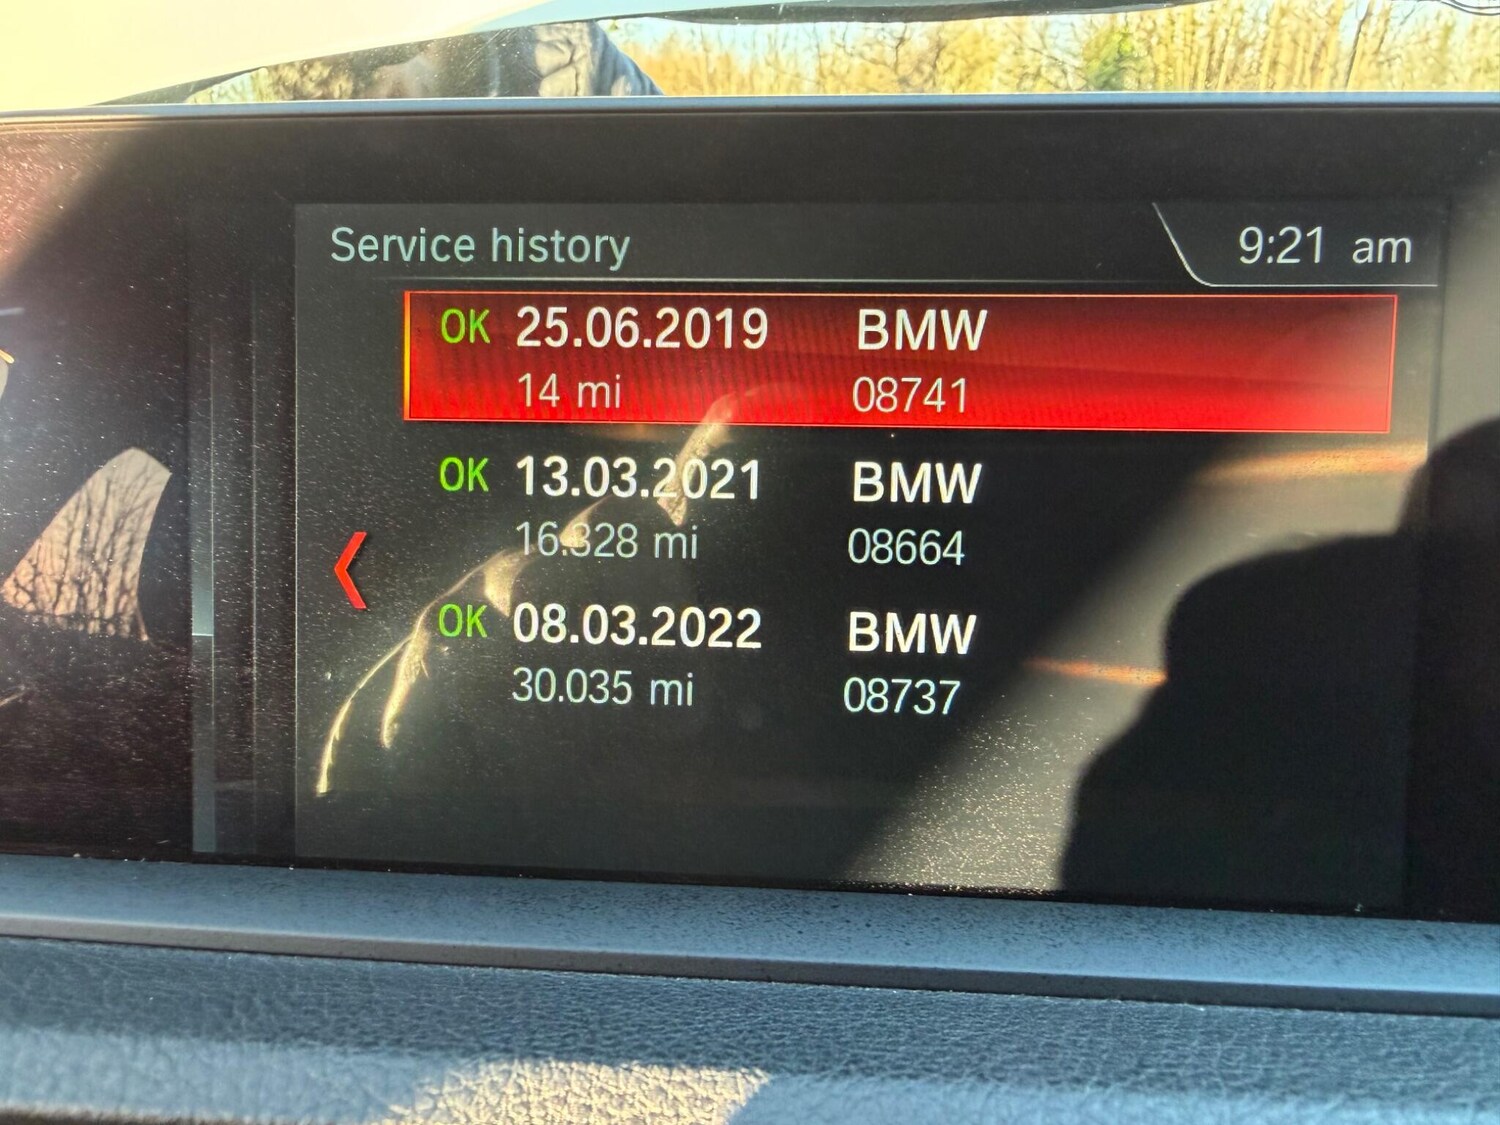 Service history
9:21 am
OK 25.06.2019 BMW
14 mi 08741
OK 13.03.2021 BMW
16.328 mi 08664
OK 08.03.2022 BMW
30.035 mi 08737